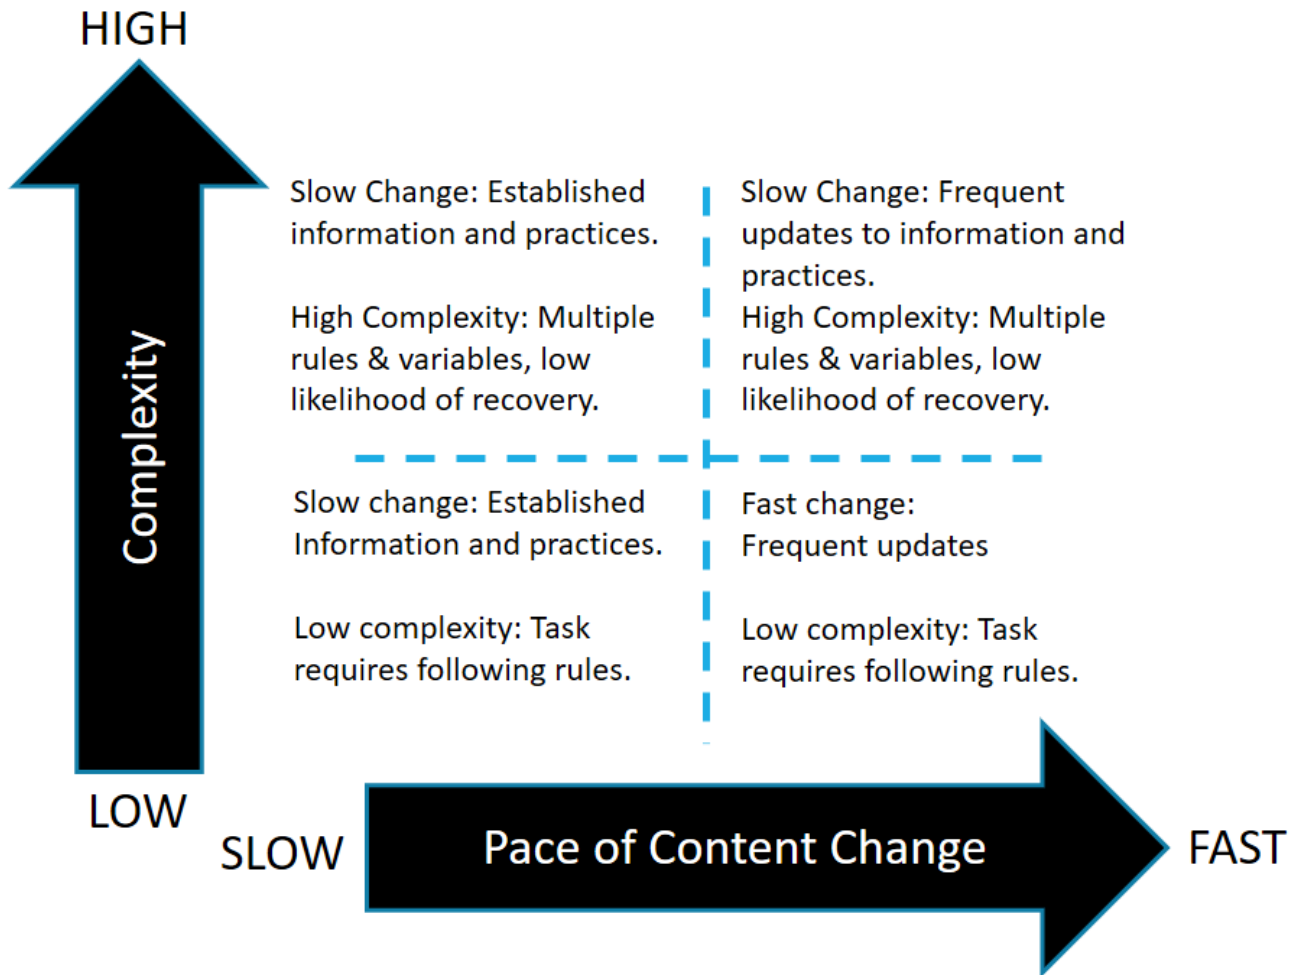 HIGH
Complexity
LOW
Slow Change: Established
information and practices.
High Complexity: Multiple
rules & variables, low
likelihood of recovery.
Slow Change: Frequent
updates to information and
practices.
High Complexity: Multiple
rules & variables, low
likelihood of recovery.
Slow change: Established
Information and practices.
Low complexity: Task
requires following rules.
Fast change:
Frequent updates
Low complexity: Task
requires following rules.
SLOW
Pace of Content Change
FAST